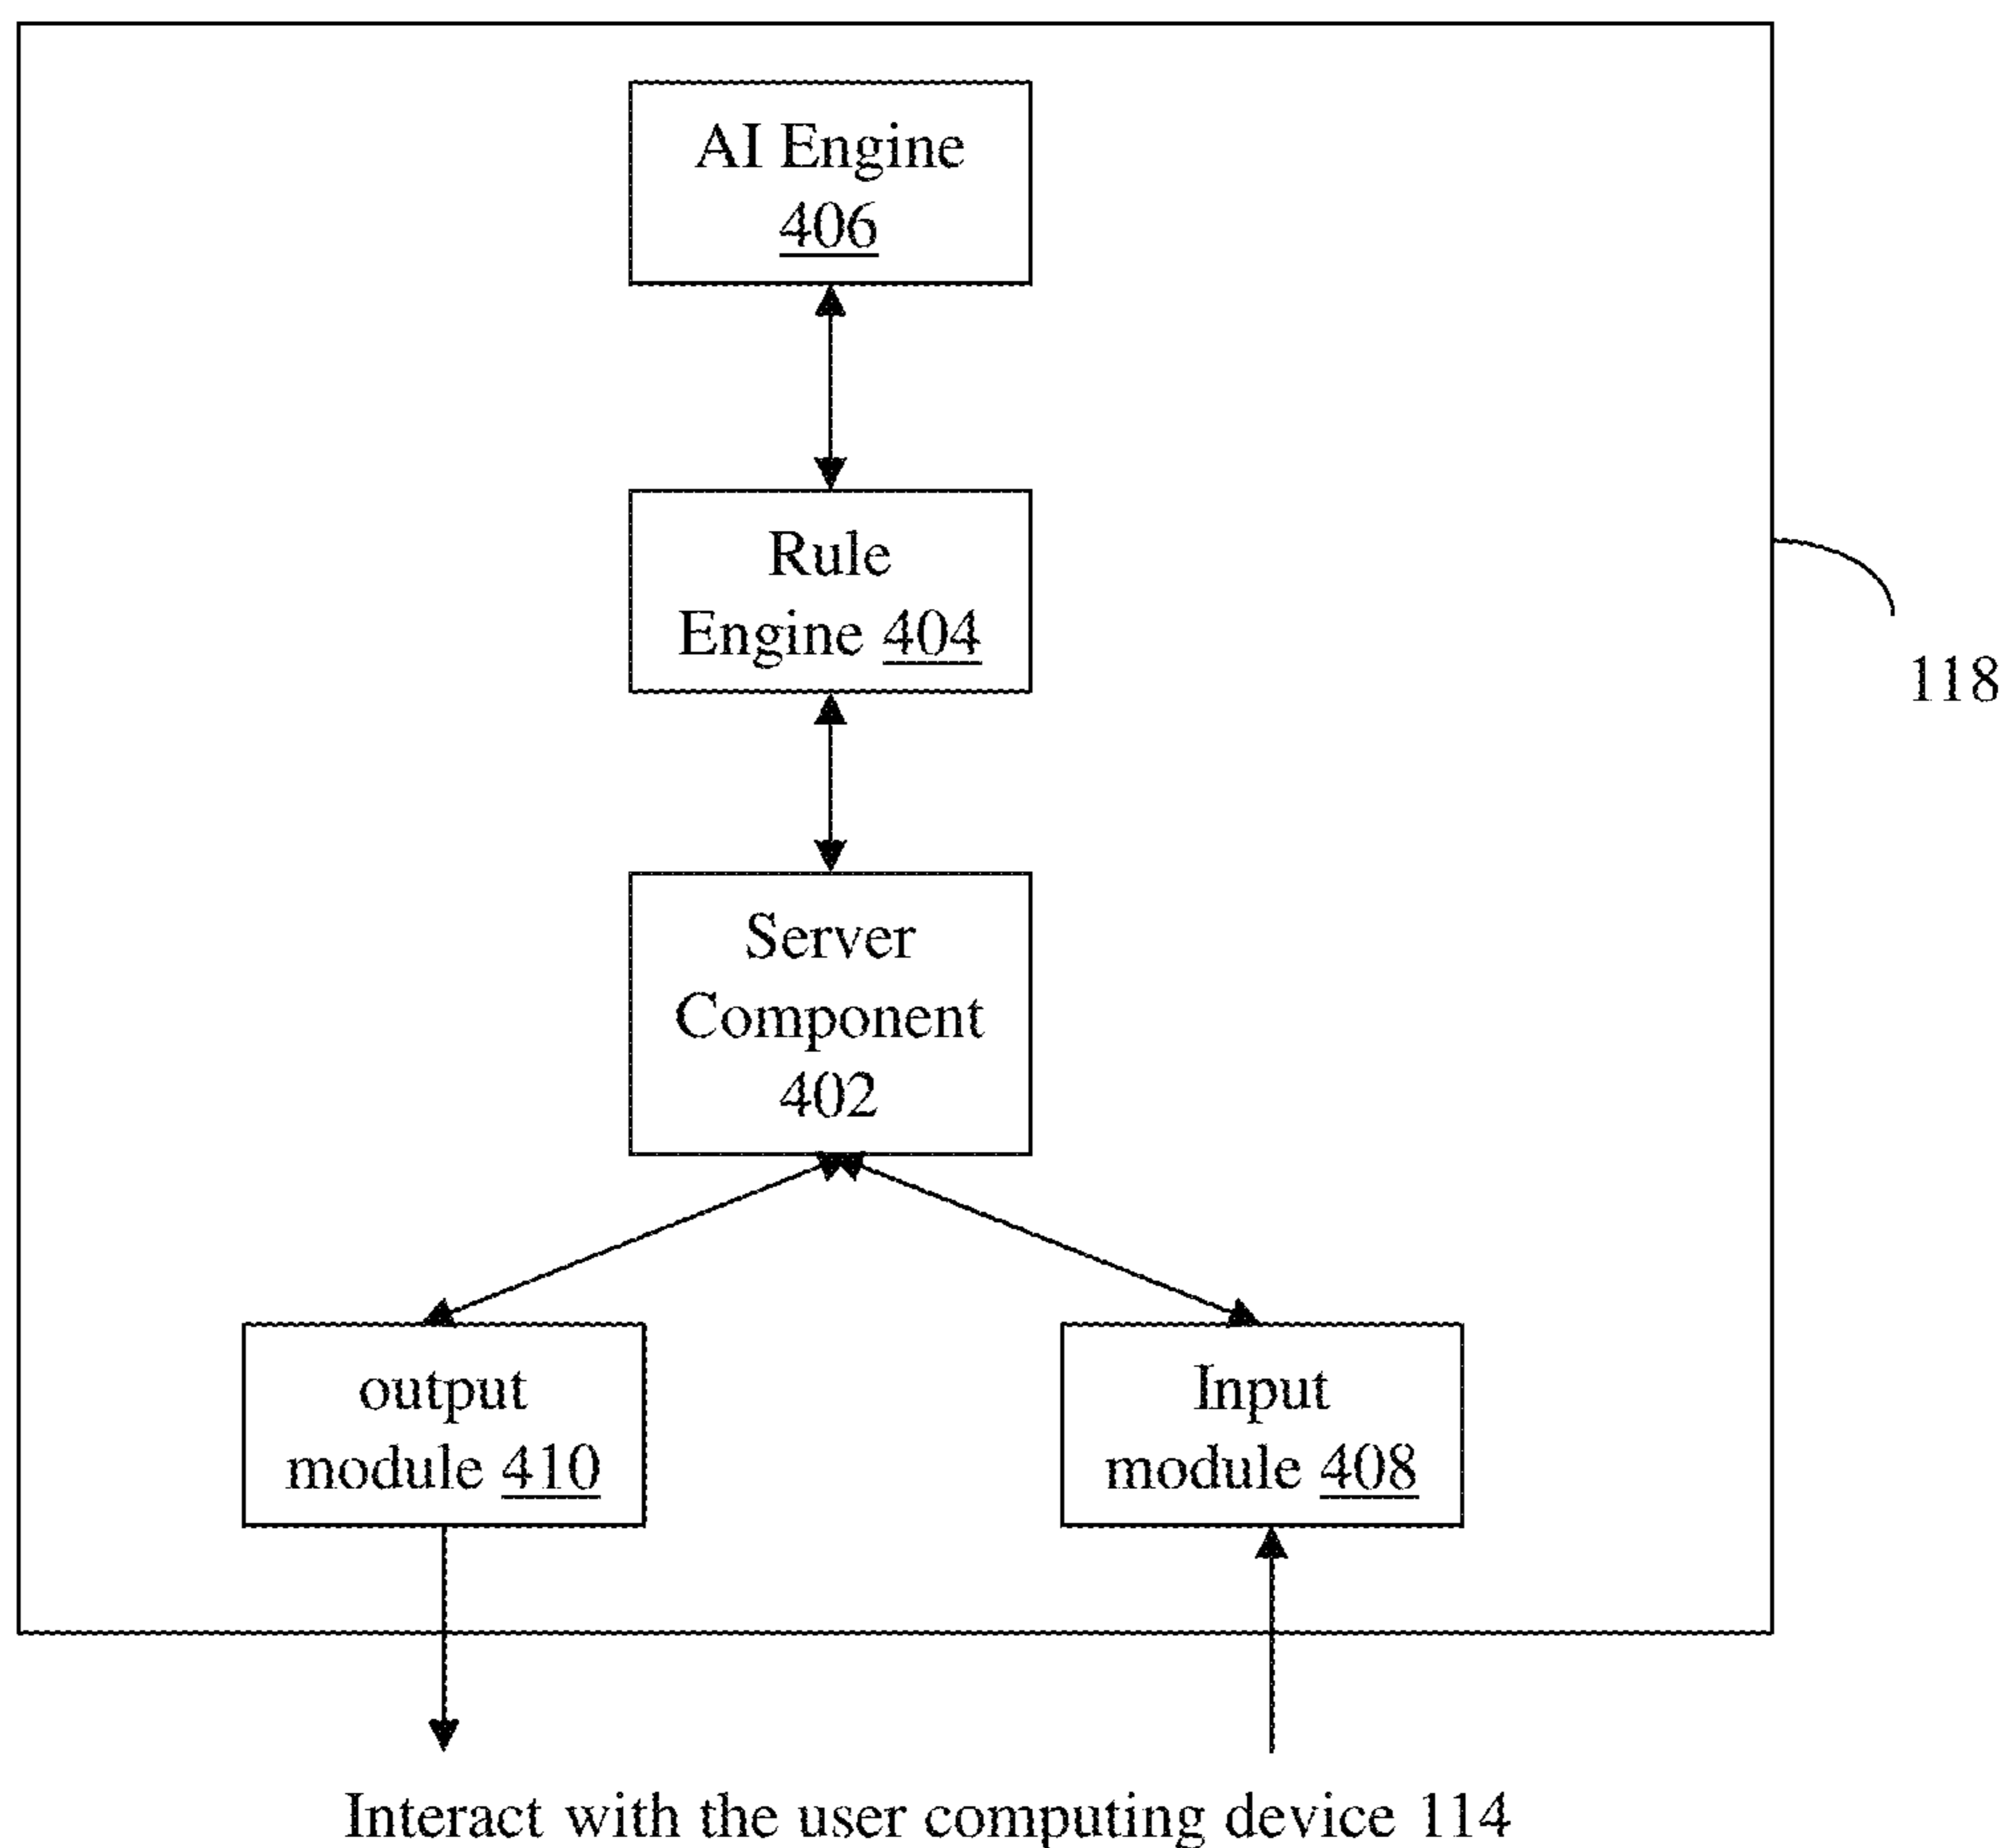 AI Engine
406
Rule
Engine 404
118
Server
Component
402
output
module 410
Input
module 408
Interact with the user computing device 114